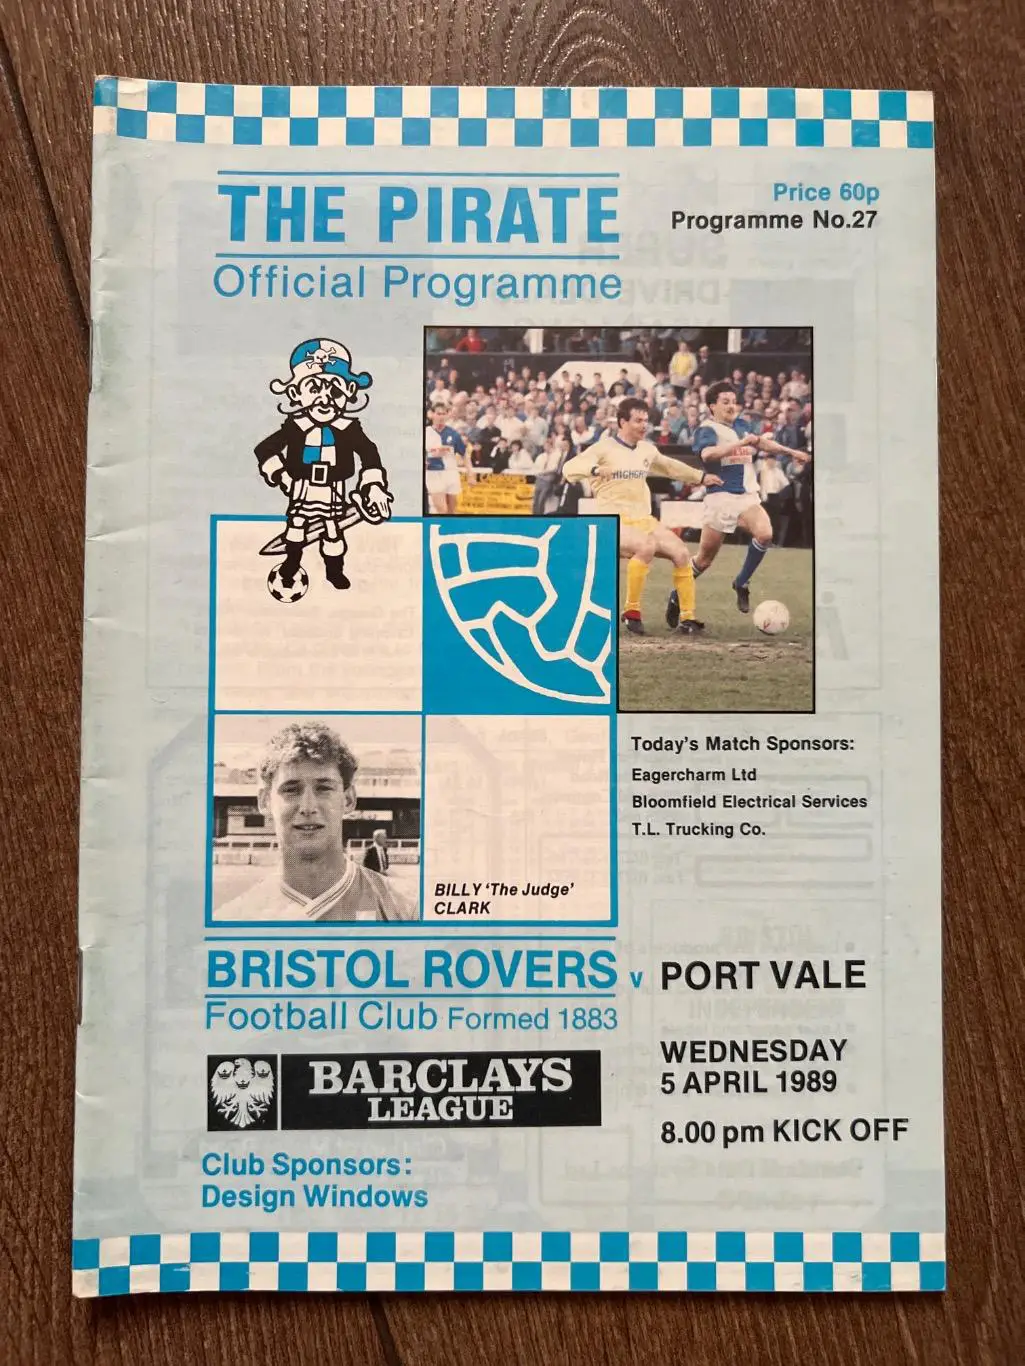 THE PIRATE
Official Programme
Price 60p
Programme No.27
HIGHGA
Today's Match Sponsors:
Eagercharm Ltd
Bloomfield Electrical Services
T.L. Trucking Co.
BILLY 'The Judge'
CLARK
BRISTOL ROVERS v PORT VALE
Football Club Formed 1883
WEDNESDAY
5 APRIL 1989
8.00 pm KICK OFF
BARCLAYS
LEAGUE
Club Sponsors:
Design Windows